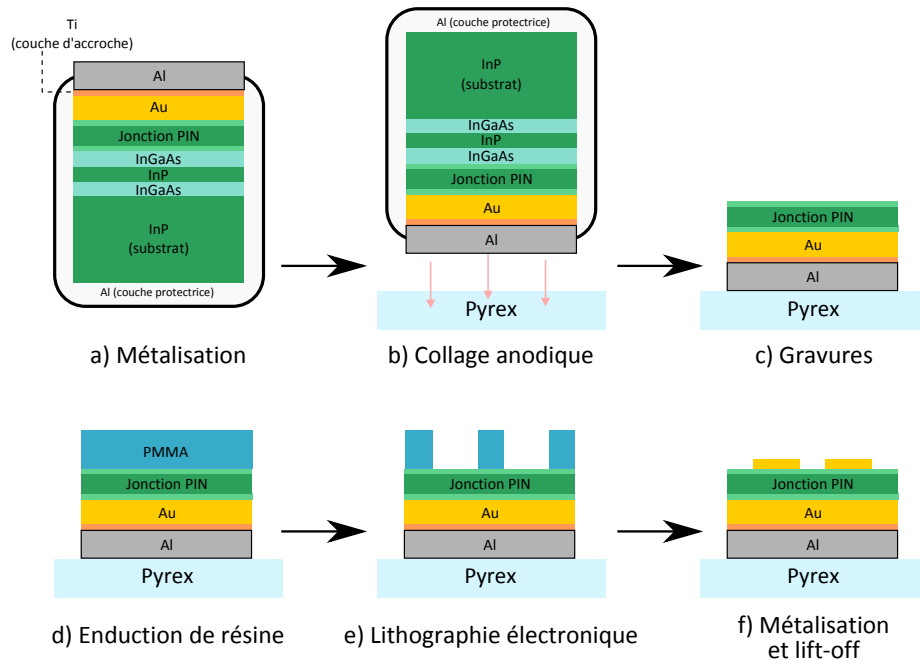 Ti
(couche d'accroche)
Al
Au
Jonction PIN
InGaAs
InP
InGaAs
InP
(substrat)
Al (couche protectrice)
a) Métalisation
Al (couche protectrice)
InP
(substrat)
InGaAs
InP
InGaAs
Jonction PIN
Au
Al
Pyrex
b) Collage anodique
Jonction PIN
Au
Al
Pyrex
c) Gravures
PMMA
Jonction PIN
Au
Al
Pyrex
d) Enduction de résine
Jonction PIN
Au
Al
Pyrex
e) Lithographie électronique
Jonction PIN
Au
Al
Pyrex
f) Métalisation
et lift-off